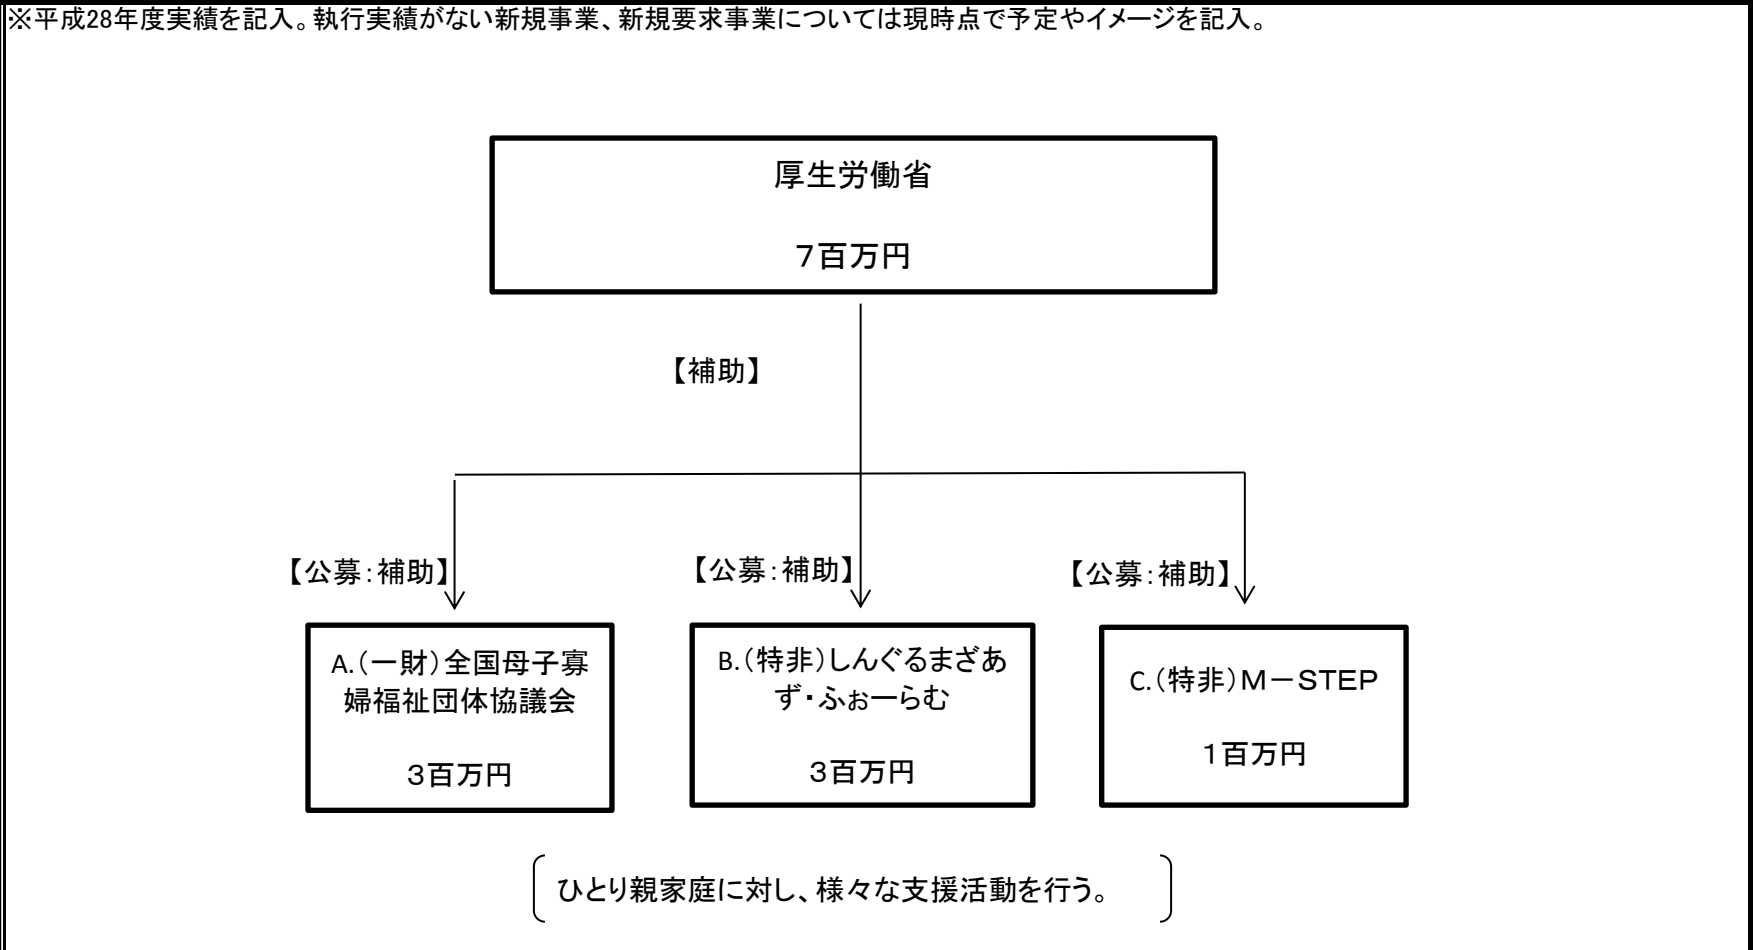 ※平成28年度実績を記入。執行実績がない新規事業、新規要求事業については現時点で予定やイメージを記入。
厚生労働省
７百万円
【補助】
【公募：補助】
【公募：補助】
【公募：補助】
A.（一財）全国母子寡
婦福祉団体協議会
３百万円
B.（特非）しんぐるまざあ
ず・ふぉーらむ
３百万円
C.（特非）Ｍ－ＳＴＥＰ
１百万円
ひとり親家庭に対し、様々な支援活動を行う。